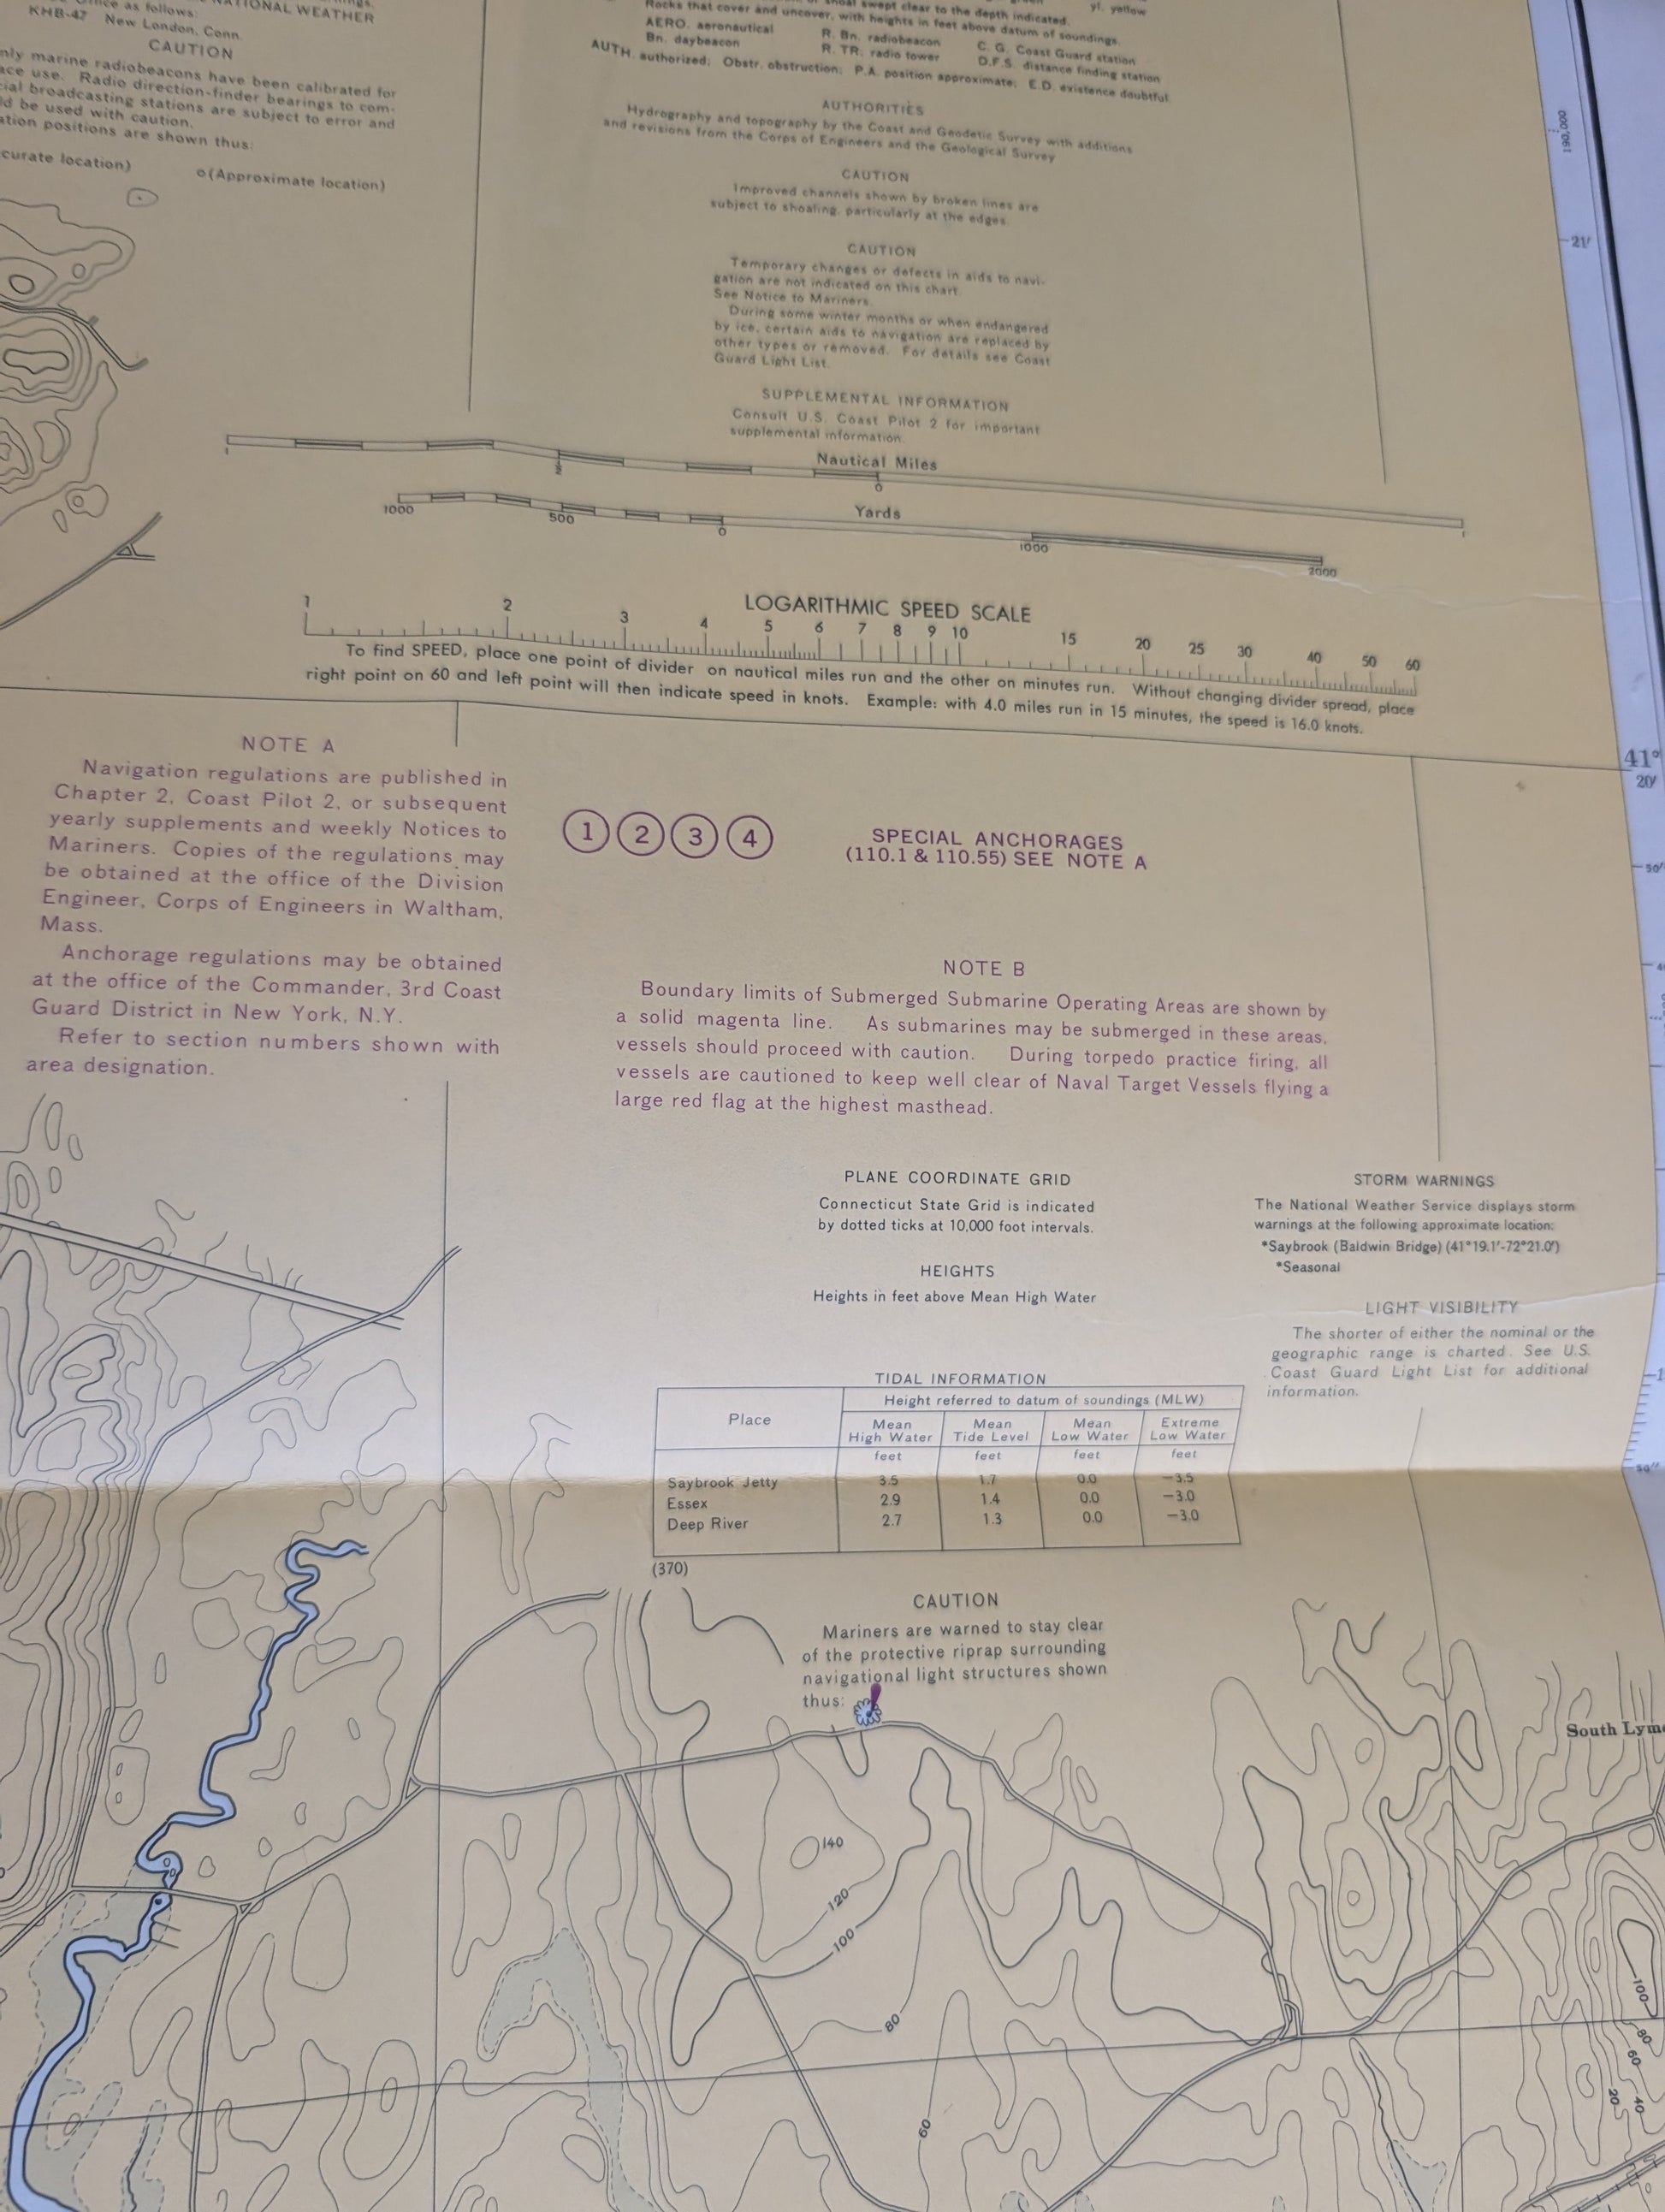 office as follows:
NATIONAL WEATHER
KHB-47 New London, Conn.
CAUTION
marine radiobeacons have been calibrated for
use. Radio direction-finder bearings to com-
broadcasting stations are subject to error and
be used with caution.
positions are shown thus:
o(Approximate location)
yl. yellow
swept clear to the depth indicated.
Rocks that cover and uncover, with heights in feet above datum of soundings.
AERO. aeronautical R. Bn. radiobeacon C. G. Coast Guard station
Bn. daybeacon R. TR. radio tower D.F.S. distance finding station
AUTH. authorized; Obstr. obstruction; P.A. position approximate; E.D. existence doubtful
AUTHORITIES
Hydrography and topography by the Coast and Geodetic Survey with additions
and revisions from the Corps of Engineers and the Geological Survey
CAUTION
Improved channels shown by broken lines are
subject to shoaling, particularly at the edges.
CAUTION
Temporary changes or defects in aids to navi-
gation are not indicated on this chart.
See Notice to Mariners.
During some winter months or when endangered
by ice, certain aids to navigation are replaced by
other types or removed. For details see Coast
Guard Light List.
SUPPLEMENTAL INFORMATION
Consult U.S. Coast Pilot 2 for important
supplemental information.
Nautical Miles
1 ½ 0 1
Yards
1000 500 0 1000 2000
LOGARITHMIC SPEED SCALE
1 2 3 4 5 6 7 8 9 10 15 20 25 30 40 50 60
To find SPEED, place one point of divider on nautical miles run and the other on minutes run. Without changing divider spread, place
right point on 60 and left point will then indicate speed in knots. Example: with 4.0 miles run in 15 minutes, the speed is 16.0 knots.
190,000
21'
41°
20'
50"
NOTE A
Navigation regulations are published in
Chapter 2, Coast Pilot 2, or subsequent
yearly supplements and weekly Notices to
Mariners. Copies of the regulations may
be obtained at the office of the Division
Engineer, Corps of Engineers in Waltham,
Mass.
Anchorage regulations may be obtained
at the office of the Commander, 3rd Coast
Guard District in New York, N.Y.
Refer to section numbers shown with
area designation.
1 2 3 4
SPECIAL ANCHORAGES
(110.1 & 110.55) SEE NOTE A
NOTE B
Boundary limits of Submerged Submarine Operating Areas are shown by
a solid magenta line. As submarines may be submerged in these areas,
vessels should proceed with caution. During torpedo practice firing, all
vessels are cautioned to keep well clear of Naval Target Vessels flying a
large red flag at the highest masthead.
PLANE COORDINATE GRID
Connecticut State Grid is indicated
by dotted ticks at 10,000 foot intervals.
HEIGHTS
Heights in feet above Mean High Water
STORM WARNINGS
The National Weather Service displays storm
warnings at the following approximate location:
*Saybrook (Baldwin Bridge) (41°19.1'-72°21.0')
*Seasonal
LIGHT VISIBILITY
The shorter of either the nominal or the
geographic range is charted. See U.S.
Coast Guard Light List for additional
information.
TIDAL INFORMATION
Height referred to datum of soundings (MLW)
Place
Mean Mean Mean Extreme
High Water Tide Level Low Water Low Water
feet feet feet feet
Saybrook Jetty 3.5 1.7 0.0 -3.5
Essex 2.9 1.4 0.0 -3.0
Deep River 2.7 1.3 0.0 -3.0
(370)
50"
CAUTION
Mariners are warned to stay clear
of the protective riprap surrounding
navigational light structures shown
thus:
South Lyme
140
120
100
80
60
100
80
60
40
20